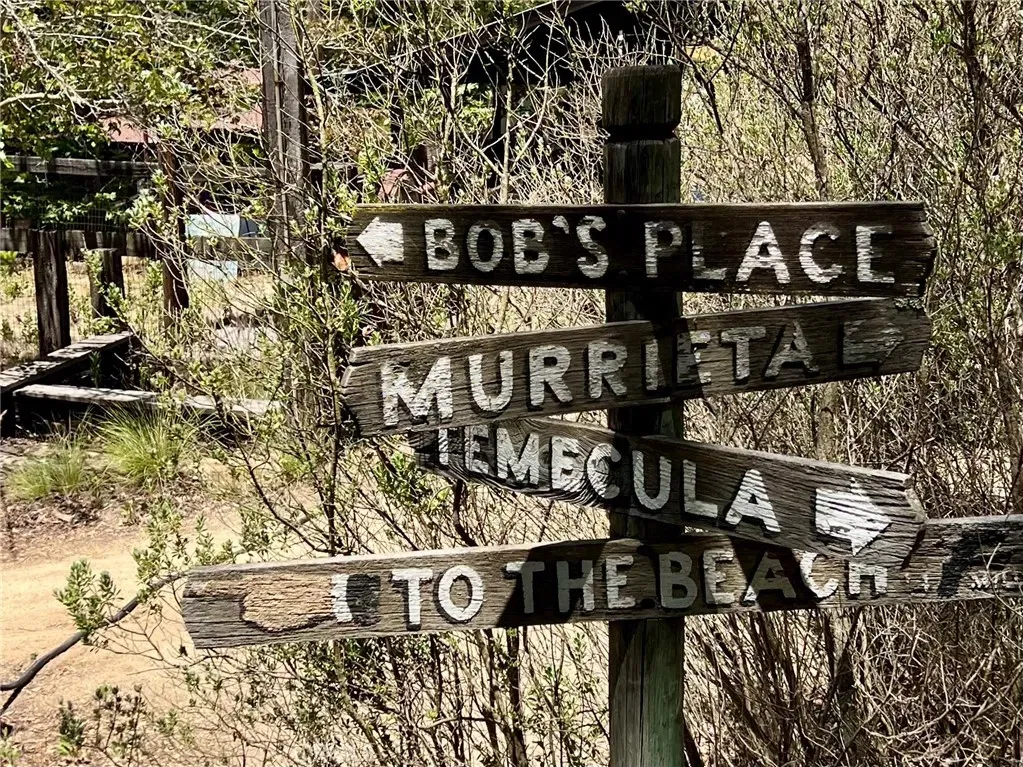 BOB'S PLACE
MURRIETA
TEMECULA
TO THE BEACH